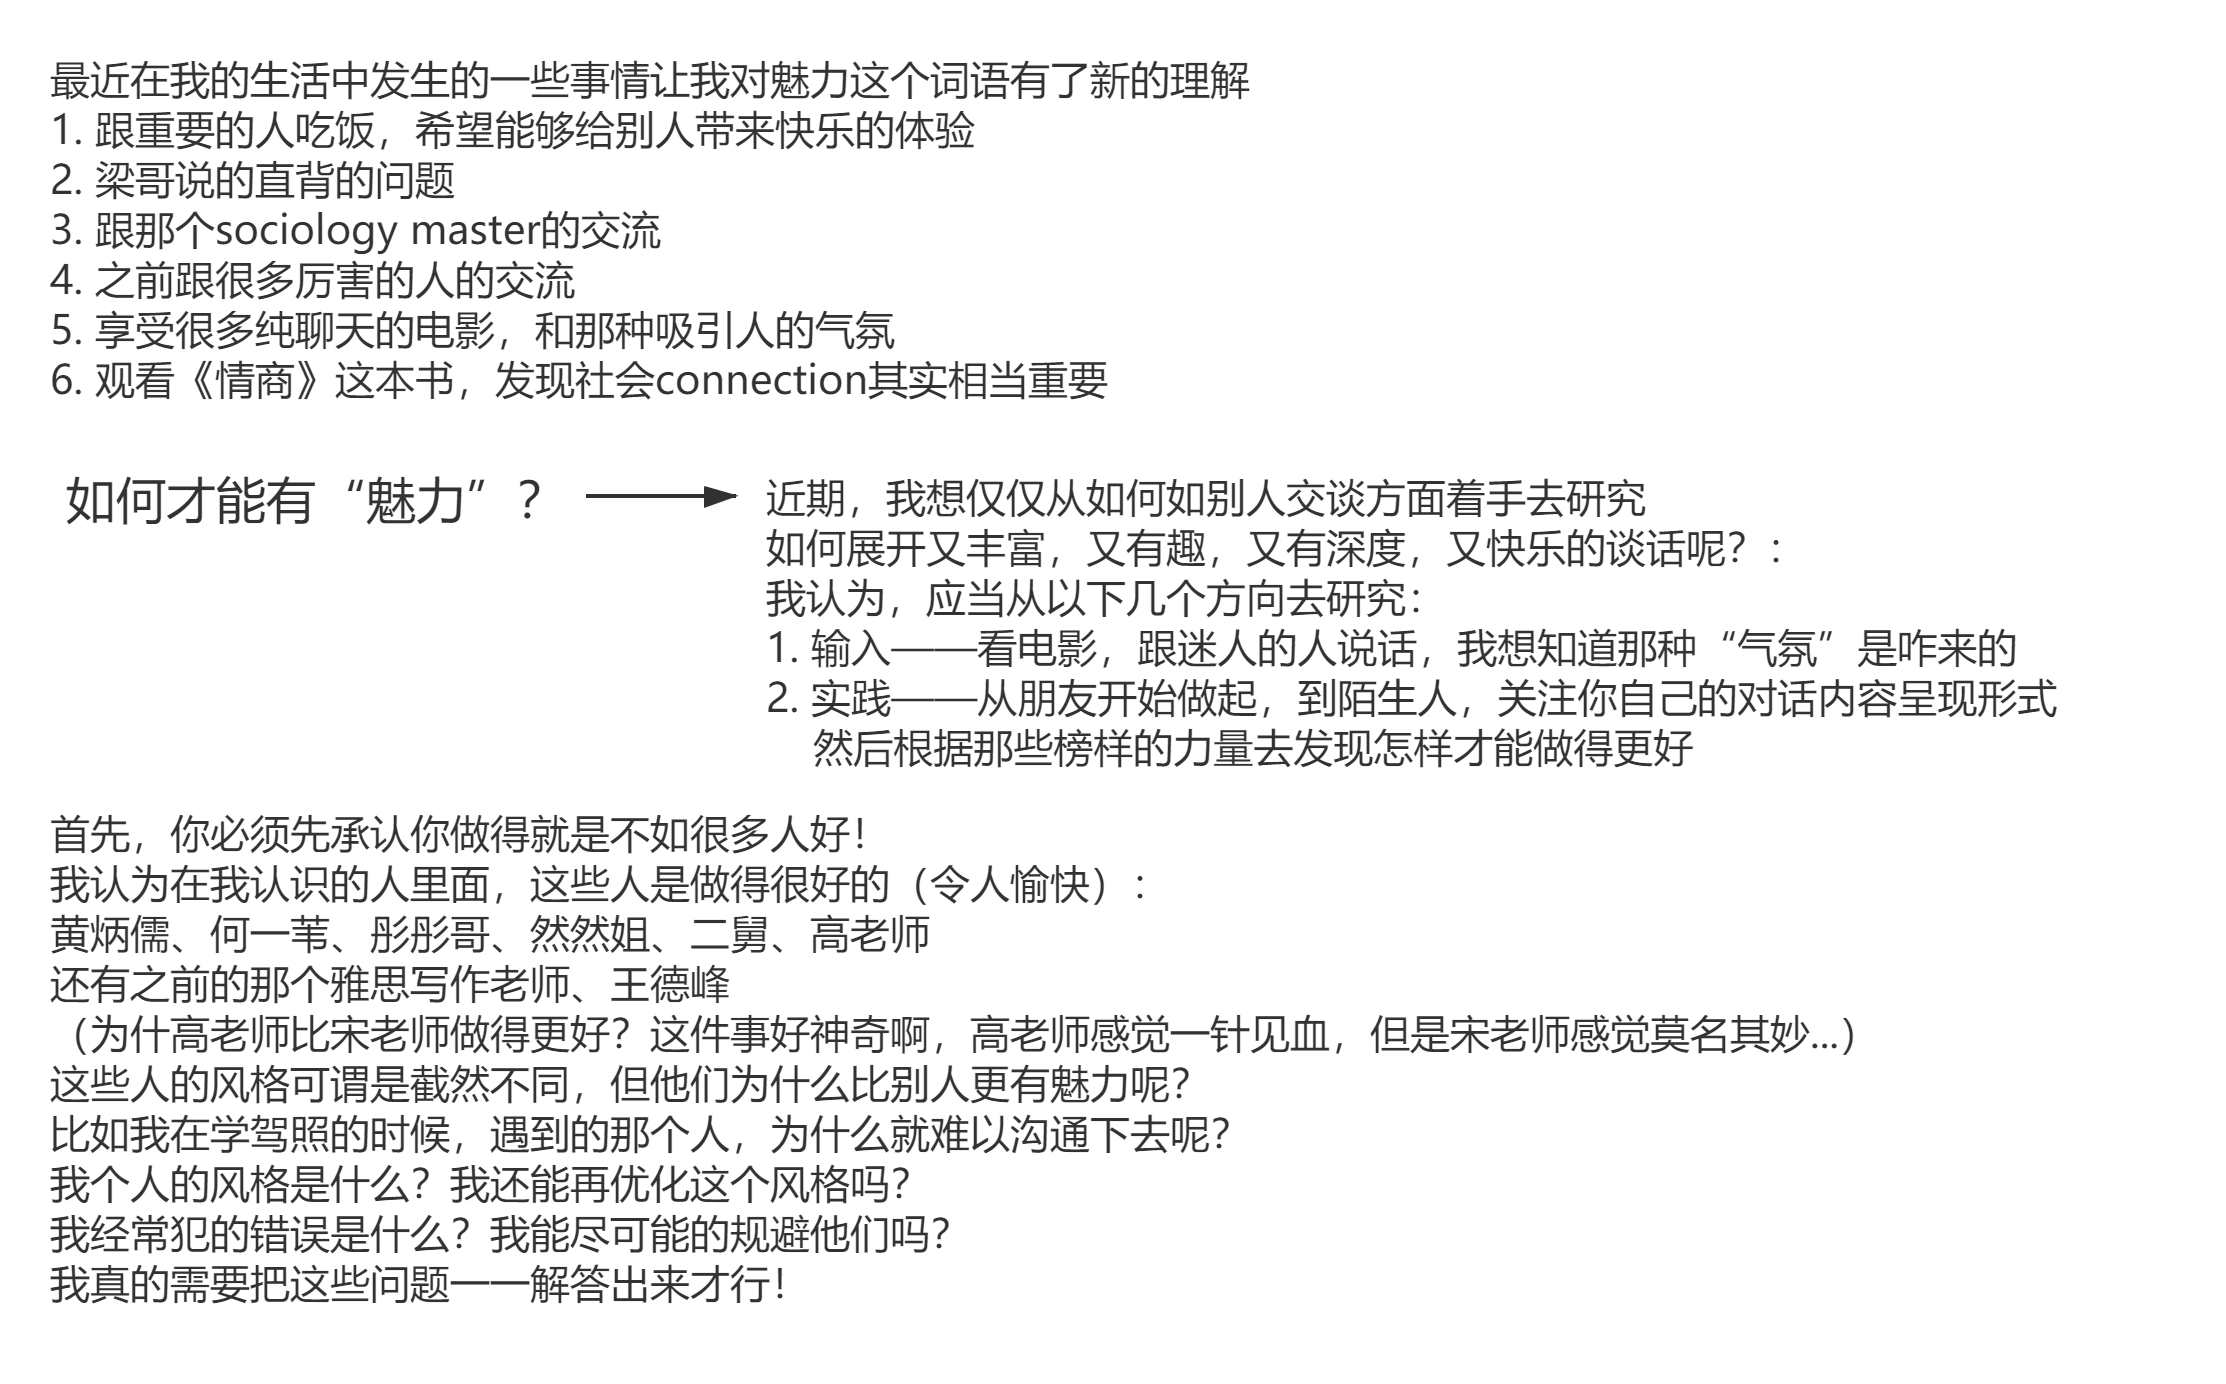 最近在我的生活中发生的一些事情让我对魅力这个词语有了新的理解
1. 跟重要的人吃饭，希望能够给别人带来快乐的体验
2. 梁哥说的直背的问题
3. 跟那个sociology master的交流
4. 之前跟很多厉害的人的交流
5. 享受很多纯聊天的电影，和那种吸引人的气氛
6. 观看《情商》这本书，发现社会connection其实相当重要
如何才能有“魅力”？
近期，我想仅仅从如何如别人交谈方面着手去研究
如何展开又丰富，又有趣，又有深度，又快乐的谈话呢？：
我认为，应当从以下几个方向去研究：
1. 输入——看电影，跟迷人的人说话，我想知道那种“气氛”是咋来的
2. 实践——从朋友开始做起，到陌生人，关注你自己的对话内容呈现形式
然后根据那些榜样的力量去发现怎样才能做得更好
首先，你必须先承认你做得就是不如很多人好！
我认为在我认识的人里面，这些人是做得很好的（令人愉快）：
黄炳儒、何一苇、彤彤哥、然然姐、二舅、高老师
还有之前的那个雅思写作老师、王德峰
（为什高老师比宋老师做得更好？这件事好神奇啊，高老师感觉一针见血，但是宋老师感觉莫名其妙...）
这些人的风格可谓是截然不同，但他们为什么比别人更有魅力呢？
比如我在学驾照的时候，遇到的那个人，为什么就难以沟通下去呢？
我个人的风格是什么？我还能再优化这个风格吗？
我经常犯的错误是什么？我能尽可能的规避他们吗？
我真的需要把这些问题一一解答出来才行！